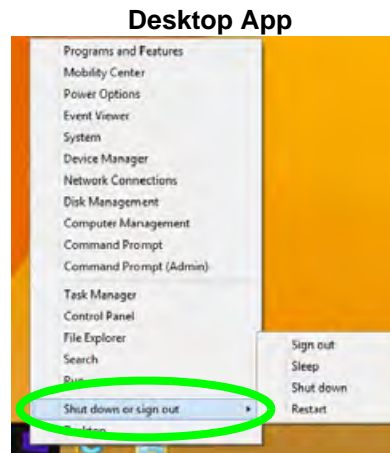 Desktop App
Programs and Features
Mobility Center
Power Options
Event Viewer
System
Device Manager
Network Connections
Disk Management
Computer Management
Command Prompt
Command Prompt (Admin)
Task Manager
Control Panel
File Explorer
Search
Run
Shut down or sign out
Desktop
Sign out
Sleep
Shut down
Restart